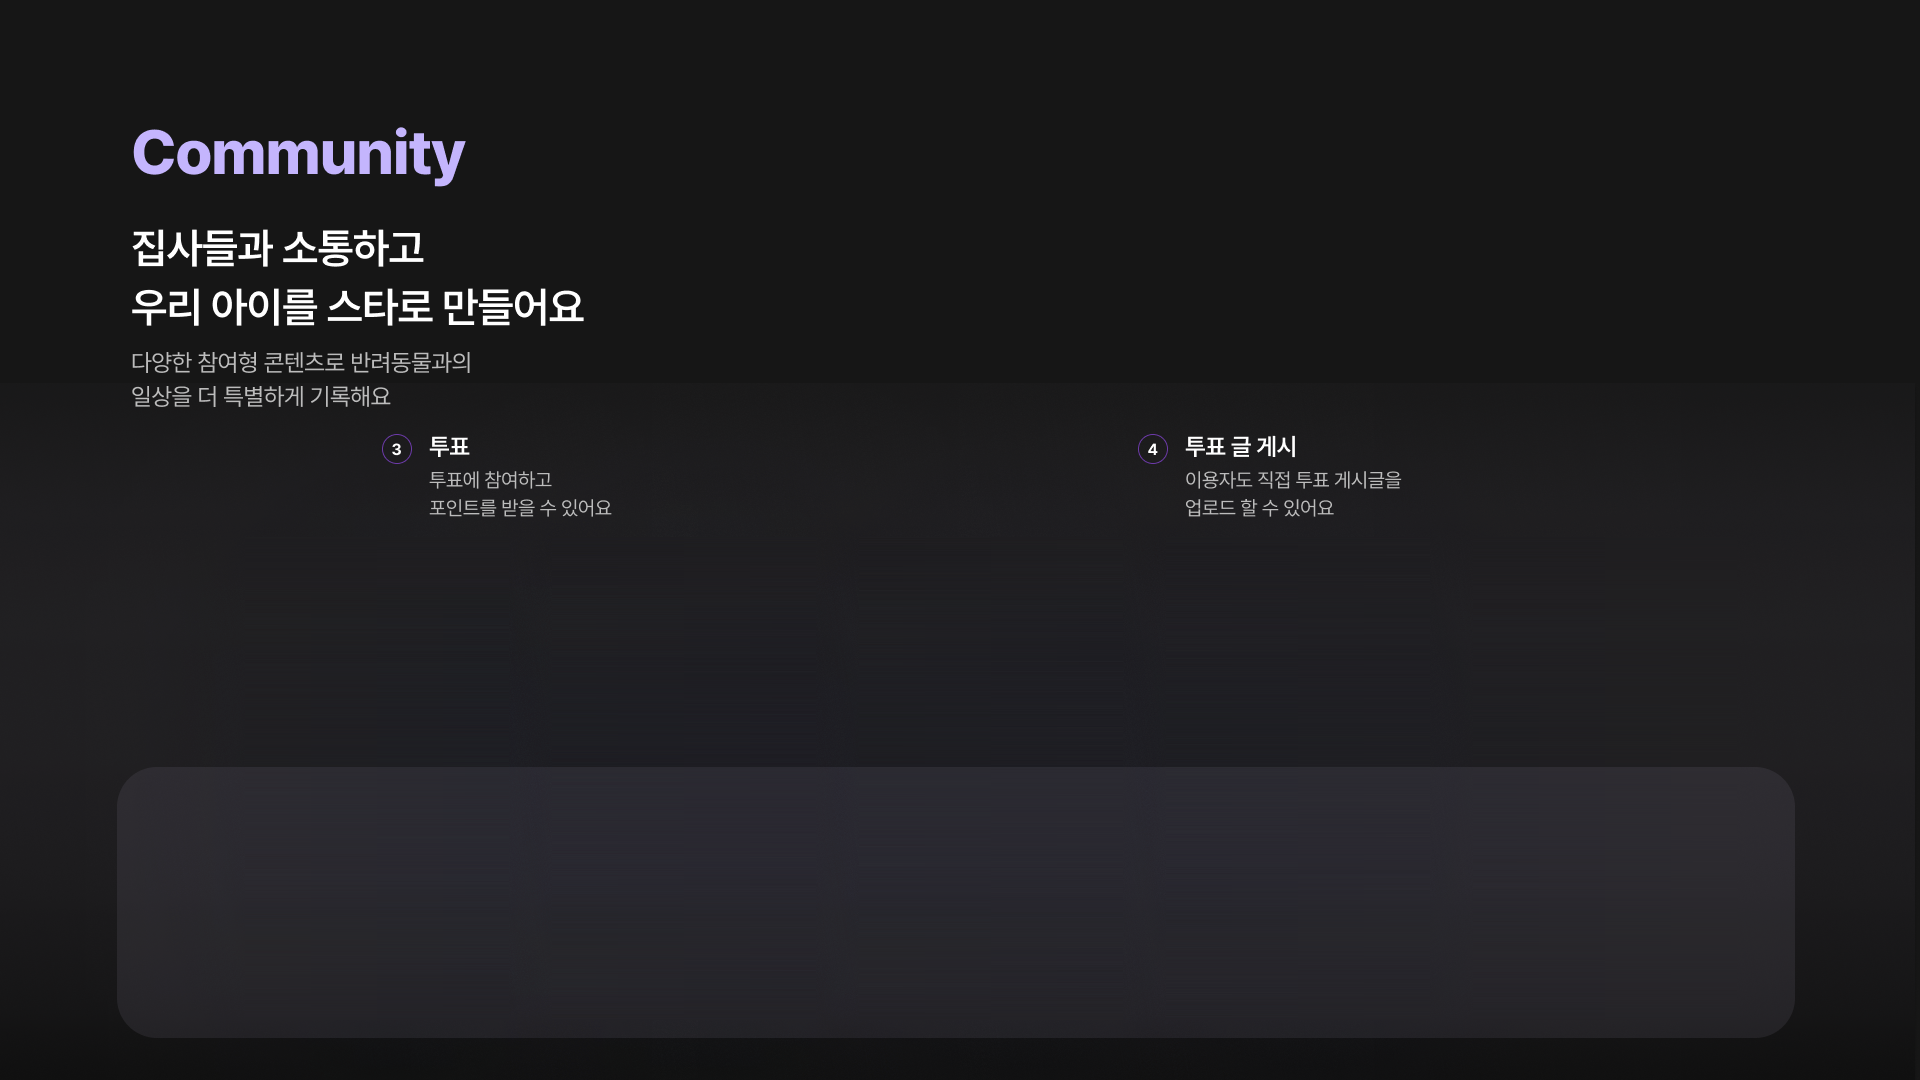 Community
집사들과 소통하고
우리 아이를 스타로 만들어요
다양한 참여형 콘텐츠로 반려동물과의
일상을 더 특별하게 기록해요
3 투표
투표에 참여하고
포인트를 받을 수 있어요
4 투표 글 게시
이용자도 직접 투표 게시글을
업로드 할 수 있어요